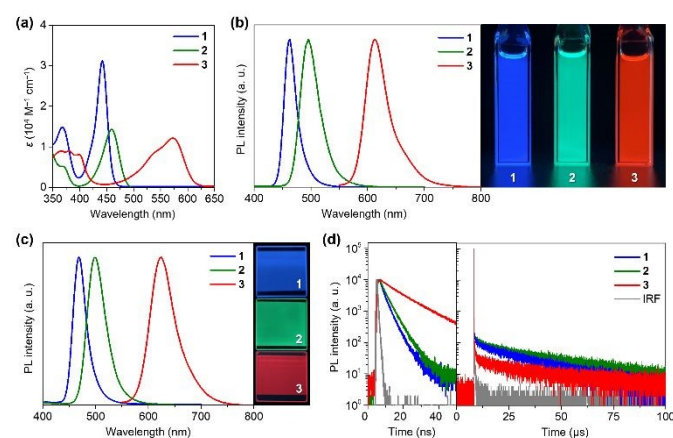 (a)
ε (10⁴ M⁻¹ cm⁻¹)
4
3
2
1
0
350 400 450 500 550 600 650
Wavelength (nm)
1
2
3
(b)
PL intensity (a. u.)
400 500 600 700 800
Wavelength (nm)
1
2
3
1 2 3
(c)
PL intensity (a. u.)
400 500 600 700 800
Wavelength (nm)
1
2
3
1
2
3
(d)
PL intensity (a. u.)
10⁵
10⁴
10³
10²
10¹
10⁰
0 20 40
Time (ns)
0 25 50 75 100
Time (µs)
1
2
3
IRF